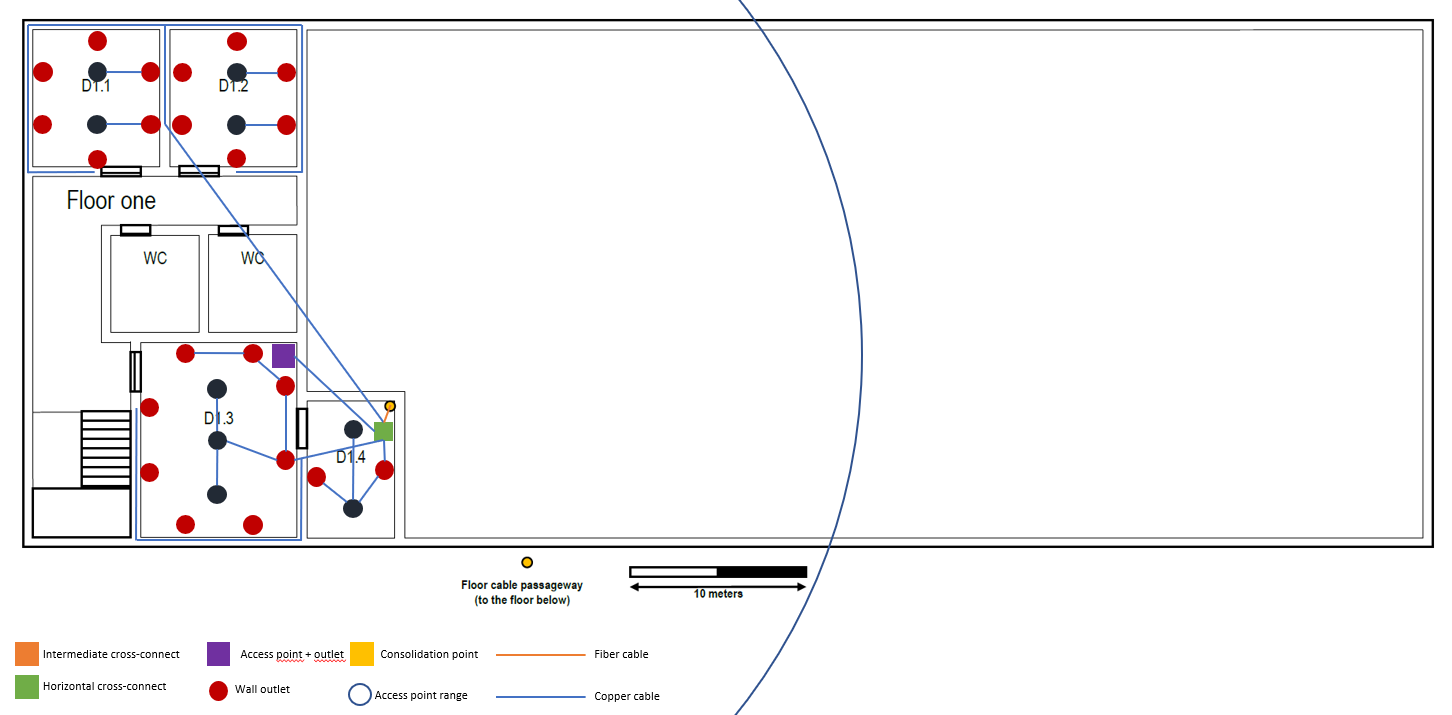 D1.1
D1.2
Floor one
WC
WC
D1.3
D1.4
Floor cable passageway
(to the floor below)
10 meters
Intermediate cross-connect
Access point + outlet
Consolidation point
Fiber cable
Horizontal cross-connect
Wall outlet
Access point range
Copper cable